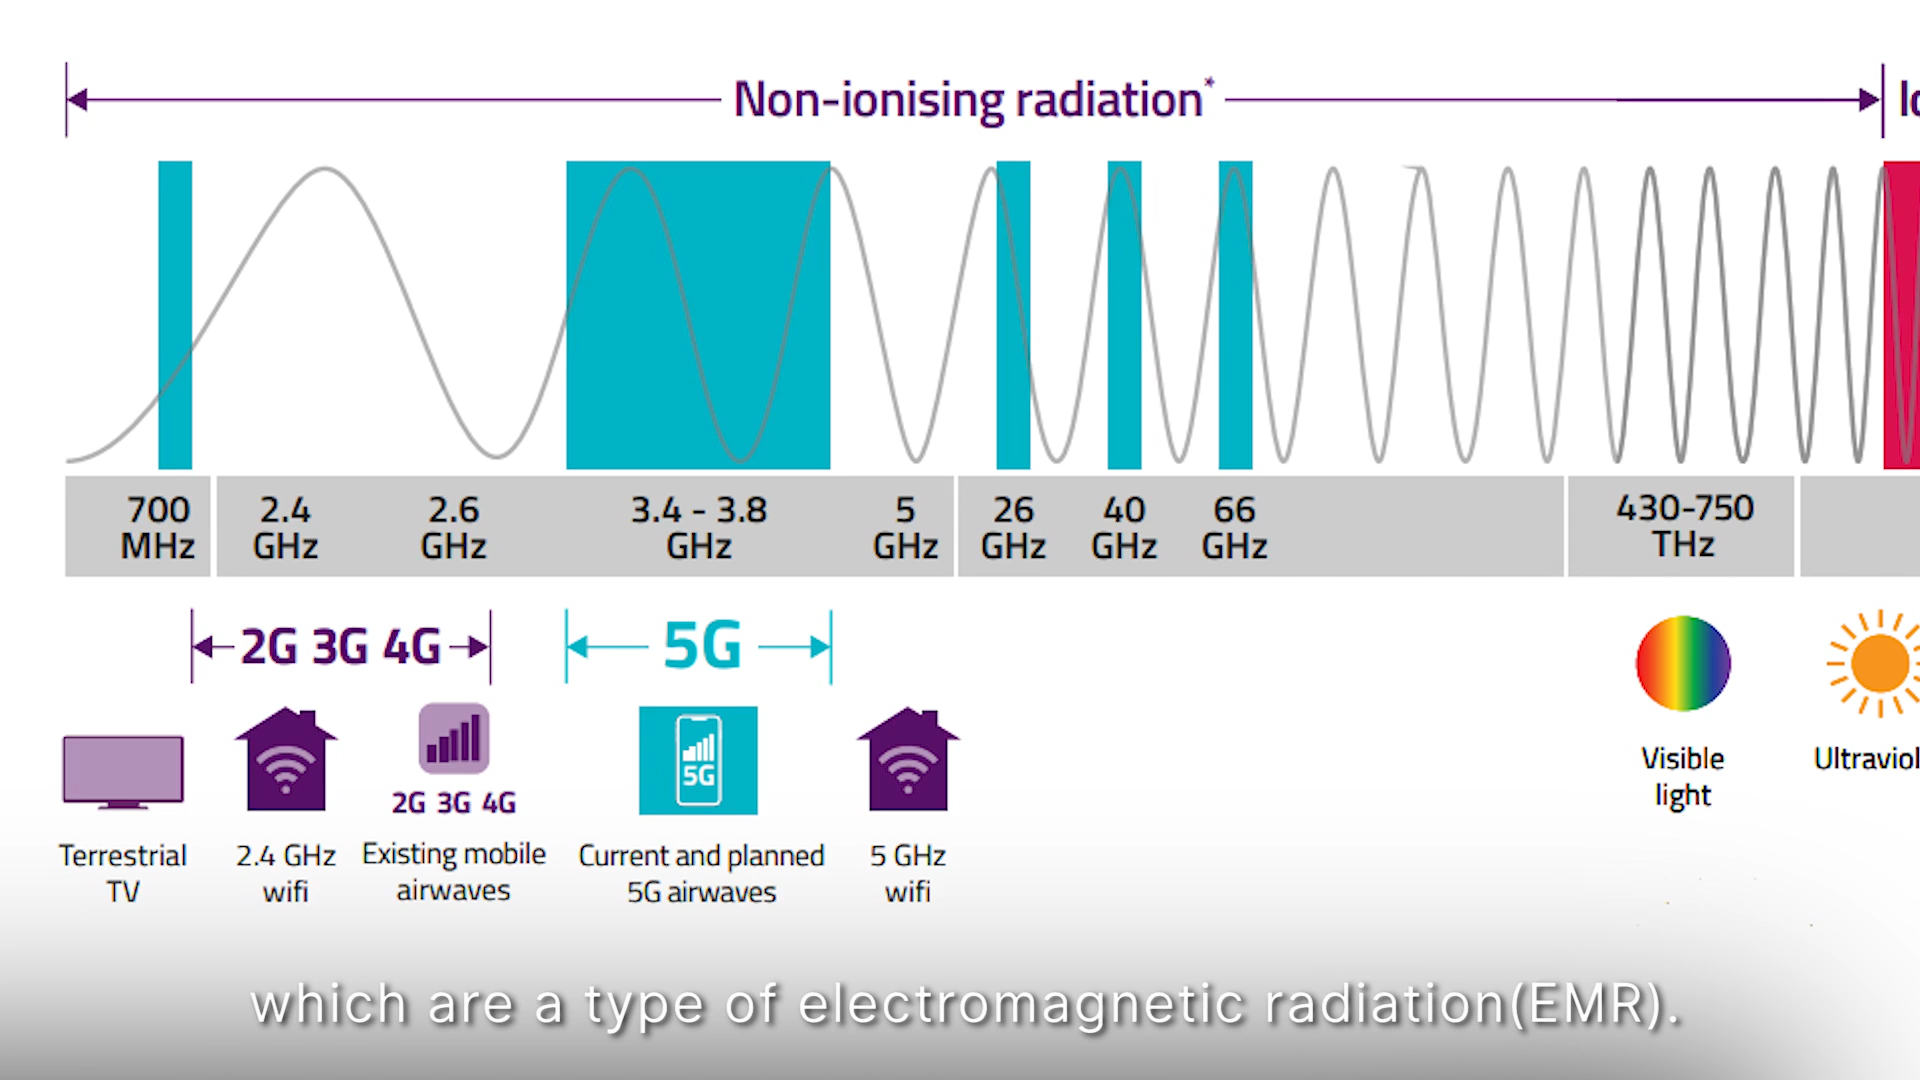 Non-ionising radiation*
700 MHz
2.4 GHz
2.6 GHz
3.4 - 3.8 GHz
5 GHz
26 GHz
40 GHz
66 GHz
430-750 THz
2G 3G 4G
5G
5G
2G 3G 4G
Terrestrial TV
2.4 GHz wifi
Existing mobile airwaves
Current and planned 5G airwaves
5 GHz wifi
Visible light
which are a type of electromagnetic radiation(EMR).